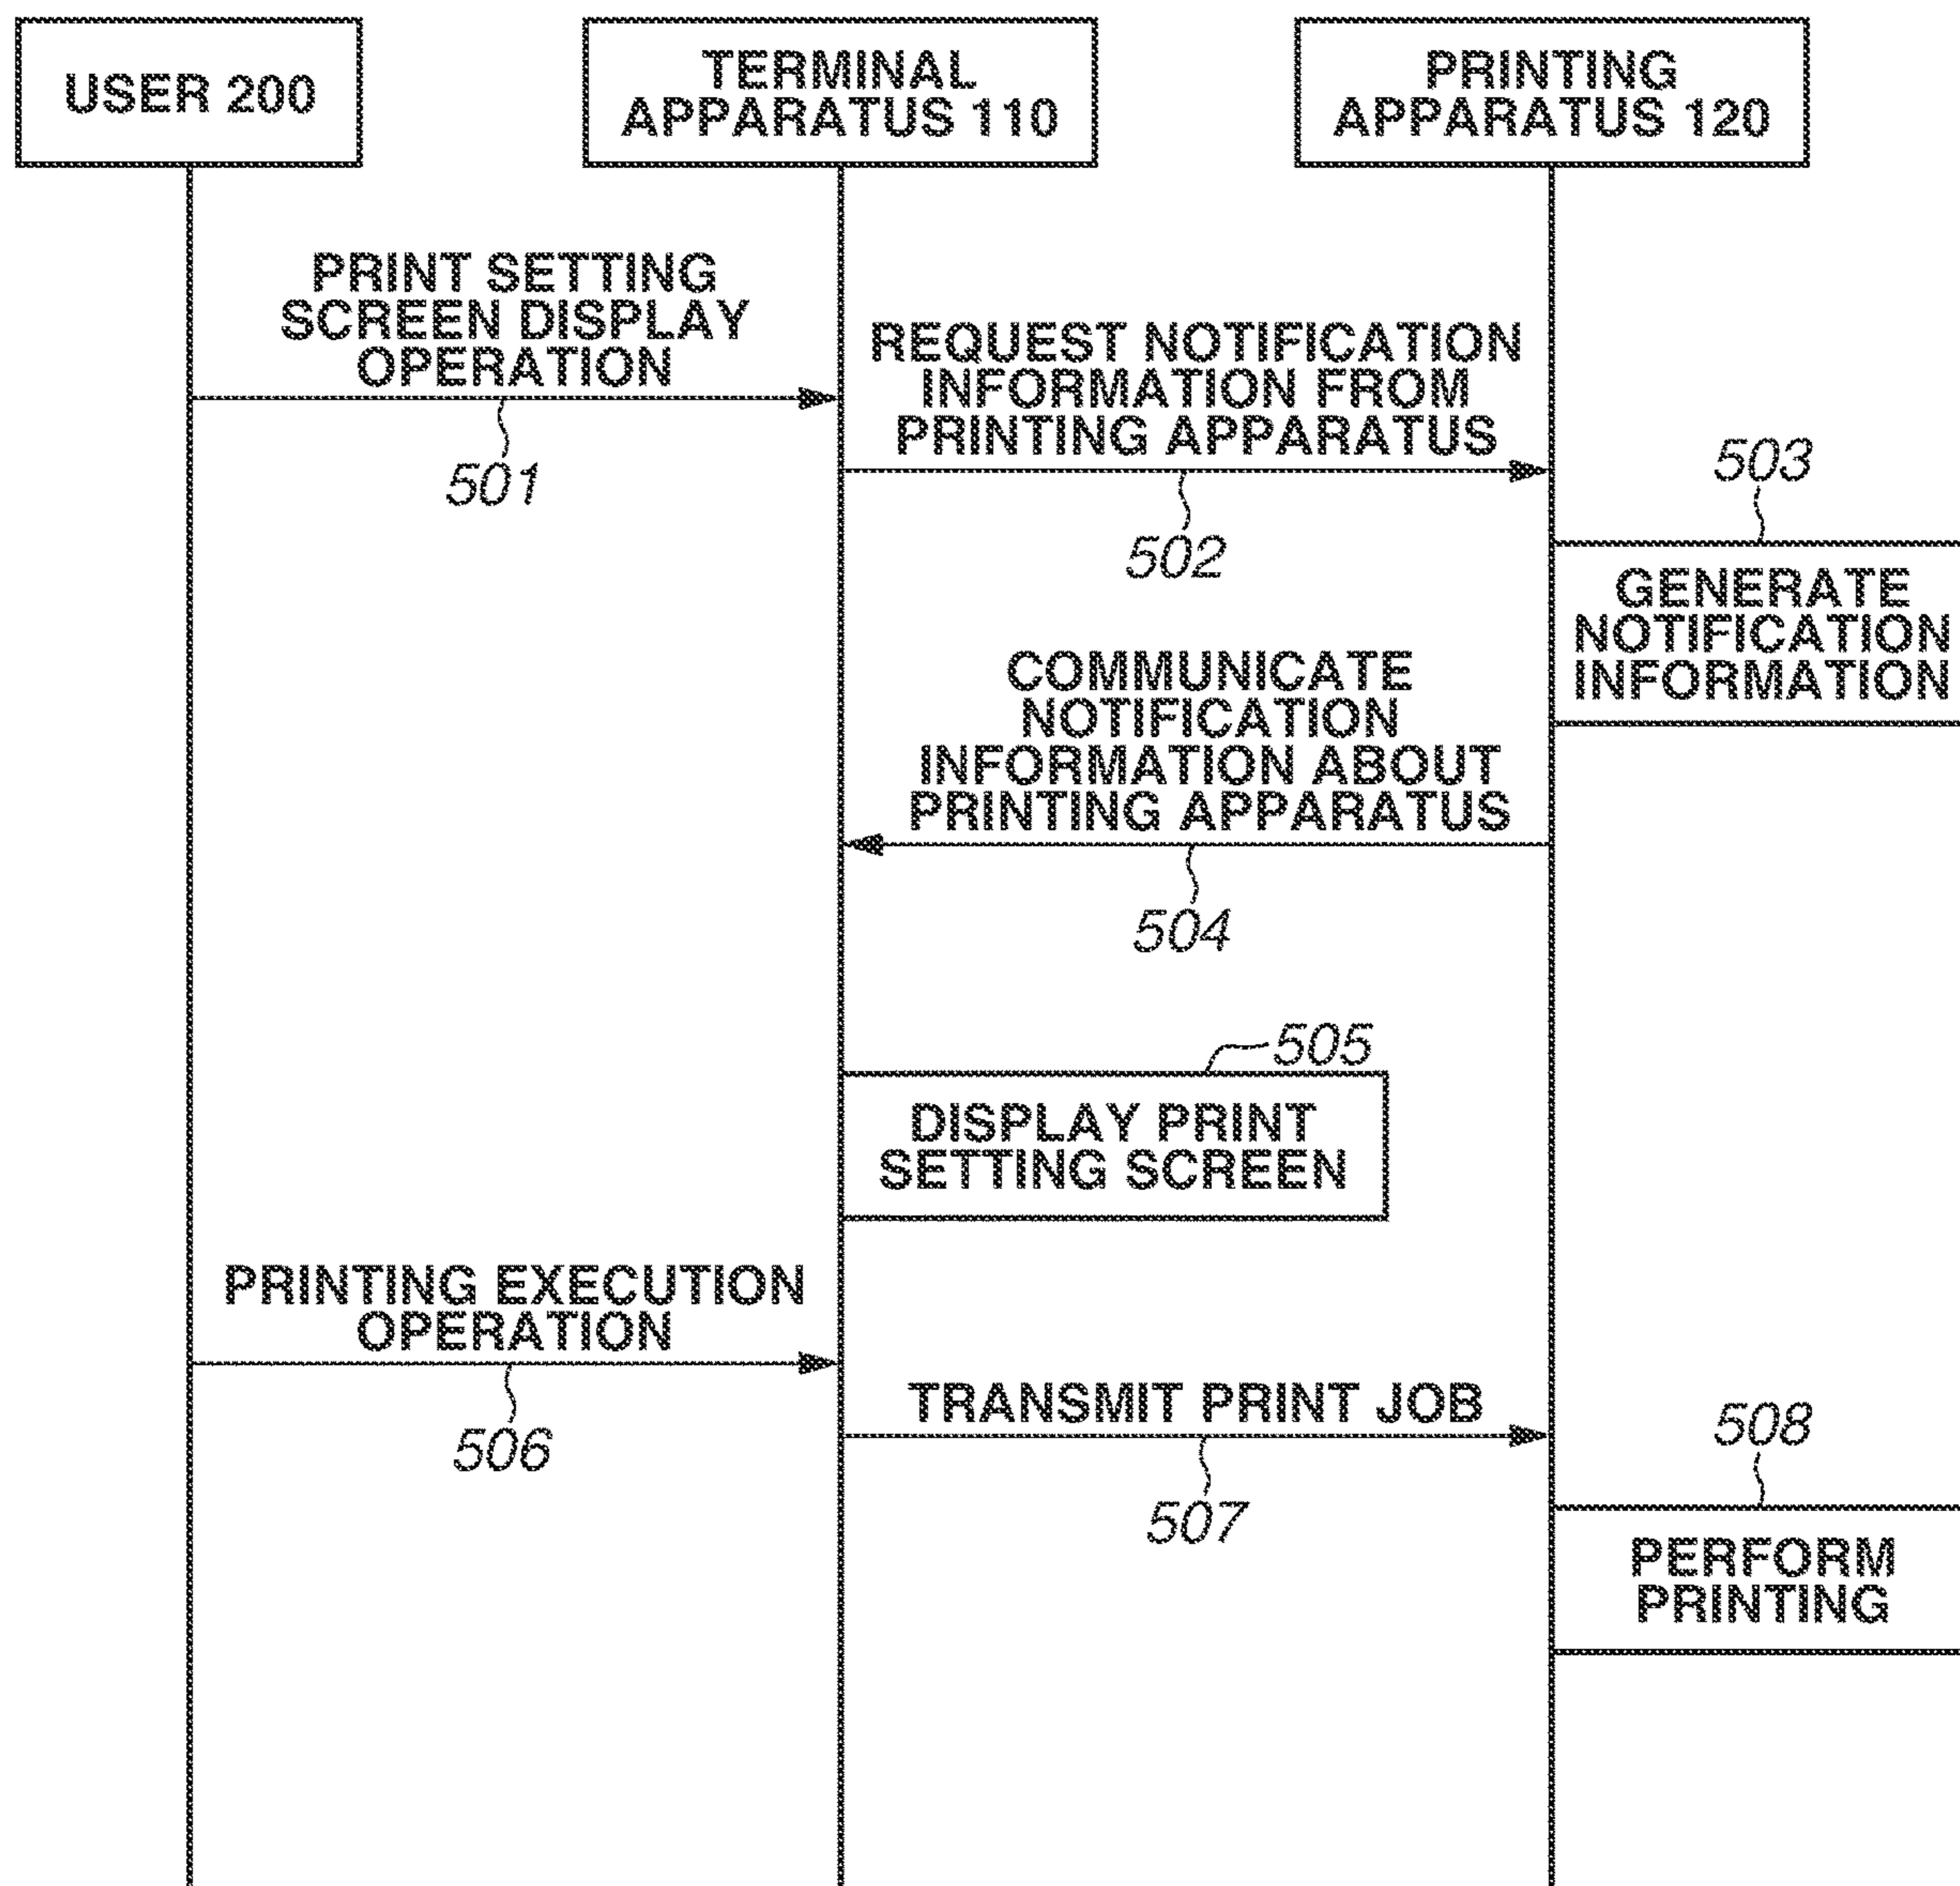 USER 200
TERMINAL
APPARATUS 110
PRINTING
APPARATUS 120
PRINT SETTING
SCREEN DISPLAY
OPERATION
501
REQUEST NOTIFICATION
INFORMATION FROM
PRINTING APPARATUS
502
503
GENERATE
NOTIFICATION
INFORMATION
COMMUNICATE
NOTIFICATION
INFORMATION ABOUT
PRINTING APPARATUS
504
505
DISPLAY PRINT
SETTING SCREEN
PRINTING EXECUTION
OPERATION
506
TRANSMIT PRINT JOB
507
508
PERFORM
PRINTING